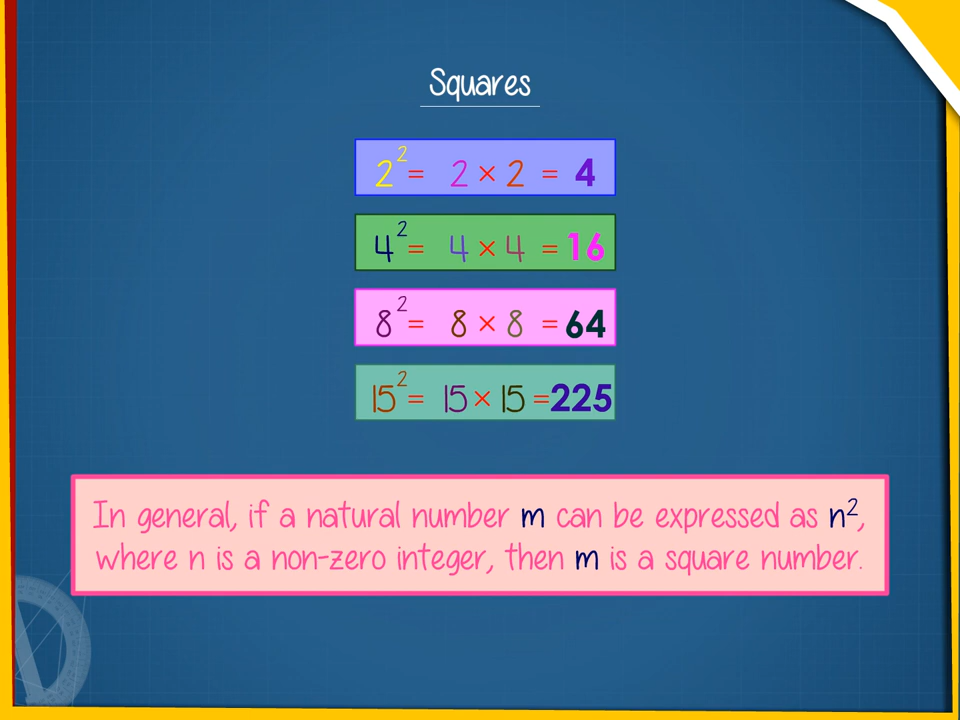 Squares
2² = 2 × 2 = 4
4² = 4 × 4 = 16
8² = 8 × 8 = 64
15² = 15 × 15 = 225
In general, if a natural number m can be expressed as n²,
where n is a non-zero integer, then m is a square number.